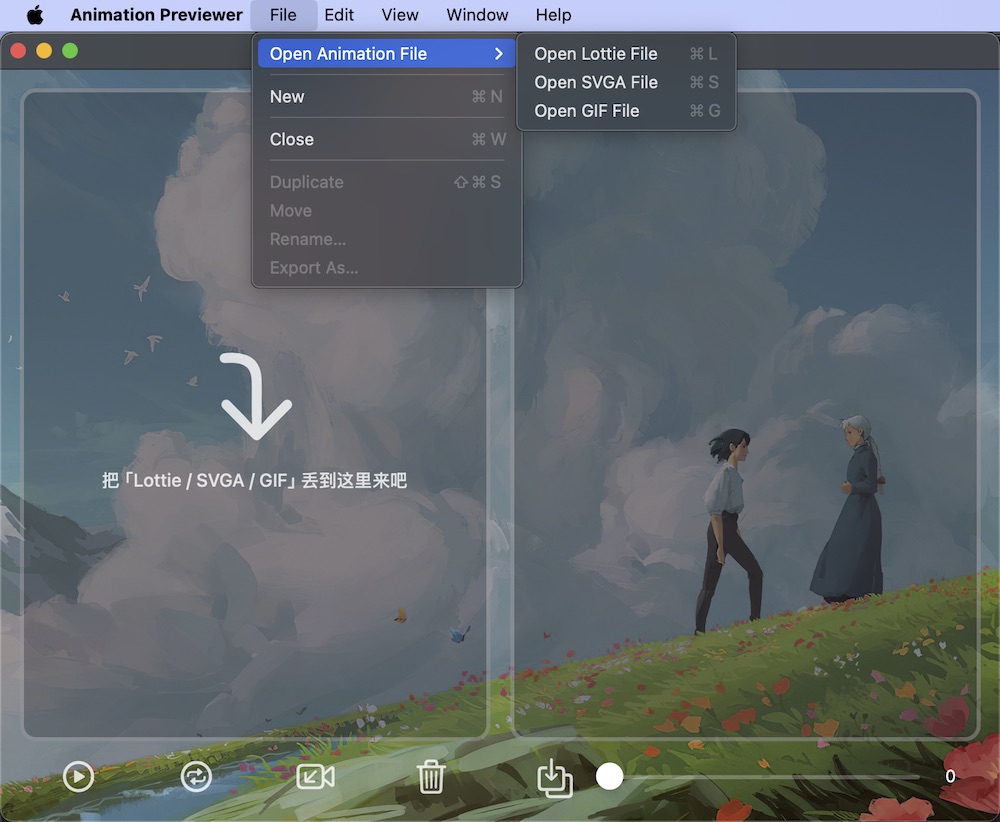 Animation Previewer File Edit View Window Help
Open Animation File
New ⌘ N
Close ⌘ W
Duplicate ⇧ ⌘ S
Move
Rename...
Export As...
Open Lottie File ⌘ L
Open SVGA File ⌘ S
Open GIF File ⌘ G
把「Lottie / SVGA / GIF」丢到这里来吧
0